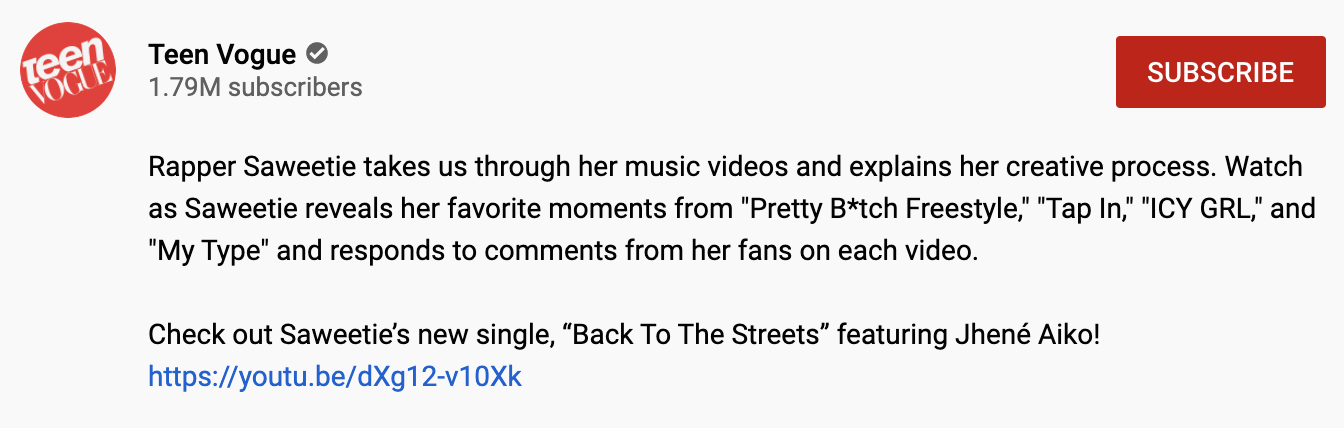 teen
VOGUE
Teen Vogue
1.79M subscribers
SUBSCRIBE
Rapper Saweetie takes us through her music videos and explains her creative process. Watch
as Saweetie reveals her favorite moments from "Pretty B*tch Freestyle," "Tap In," "ICY GRL," and
"My Type" and responds to comments from her fans on each video.
Check out Saweetie’s new single, “Back To The Streets” featuring Jhené Aiko!
https://youtu.be/dXg12-v10Xk